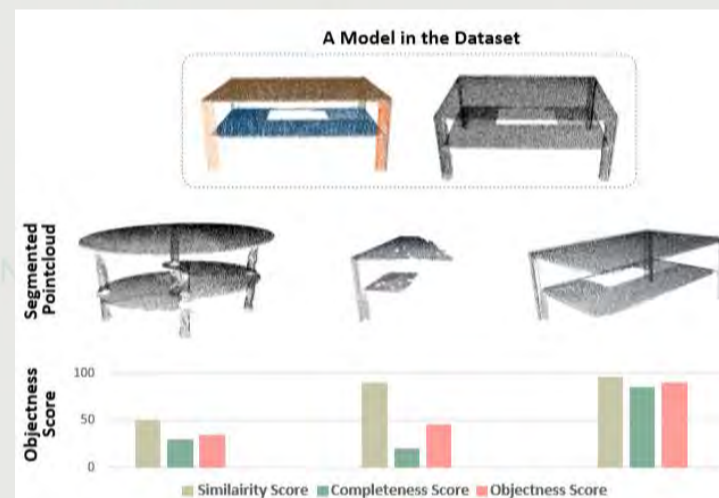 A Model in the Dataset
Segmented
Pointcloud
Objectness
Score
100
50
0
Similairity Score Completeness Score Objectness Score